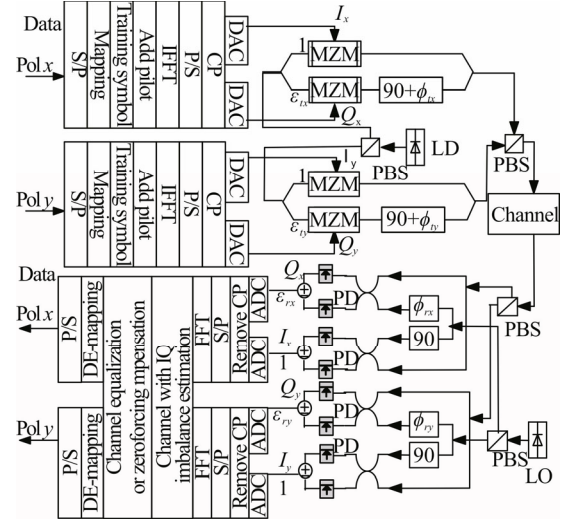 Data
Pol x
S/P
Mapping
Training symbol
Add pilot
IFFT
P/S
CP
DAC
DAC
I_x
1
MZM
ε_tx
MZM
90+ϕ_tx
Q_x
PBS
LD
PBS
Pol y
S/P
Mapping
Training symbol
Add pilot
IFFT
P/S
CP
DAC
DAC
I_y
1
MZM
ε_ty
MZM
90+ϕ_ty
Q_y
Channel
Data
Pol x
P/S
DE-mapping
Channel equalization
or zeroforcing mpensation
Channel with IQ
imbalance estimation
FFT
S/P
Remove CP
ADC
ADC
Q_x
ε_rx
I_x
1
PD
PD
ϕ_rx
90
PBS
Pol y
P/S
DE-mapping
FFT
S/P
Remove CP
ADC
ADC
Q_y
ε_ry
I_y
1
PD
PD
ϕ_ry
90
PBS
LO